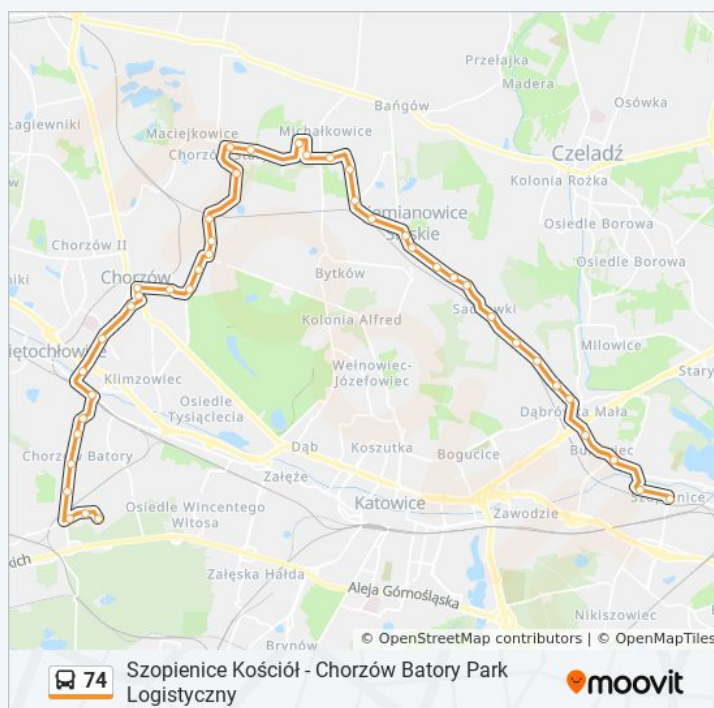 Przełajka
Madera
Bańgów
Osówka
Łagiewniki
Maciejkowice
Michałkowice
Czeladź
Kolonia Rożka
Osiedle Borowa
Chorzów II
Osiedle Borowa
Chorzów
Bytków
Kolonia Alfred
Milowice
Wełnowiec-
Józefowiec
Klimzowiec
Osiedle
Tysiąclecia
Dąb
Koszutka
Bogucice
Dąbrówka Mała
Chorzów Batory
Załęże
Osiedle Wincentego
Witosa
Katowice
Zawodzie
Szopienice
Załęska Hałda
Aleja Górnośląska
Nikiszowiec
Brynów
© OpenStreetMap contributors | © OpenMapTiles
74
Szopienice Kościół - Chorzów Batory Park
Logistyczny
moovit